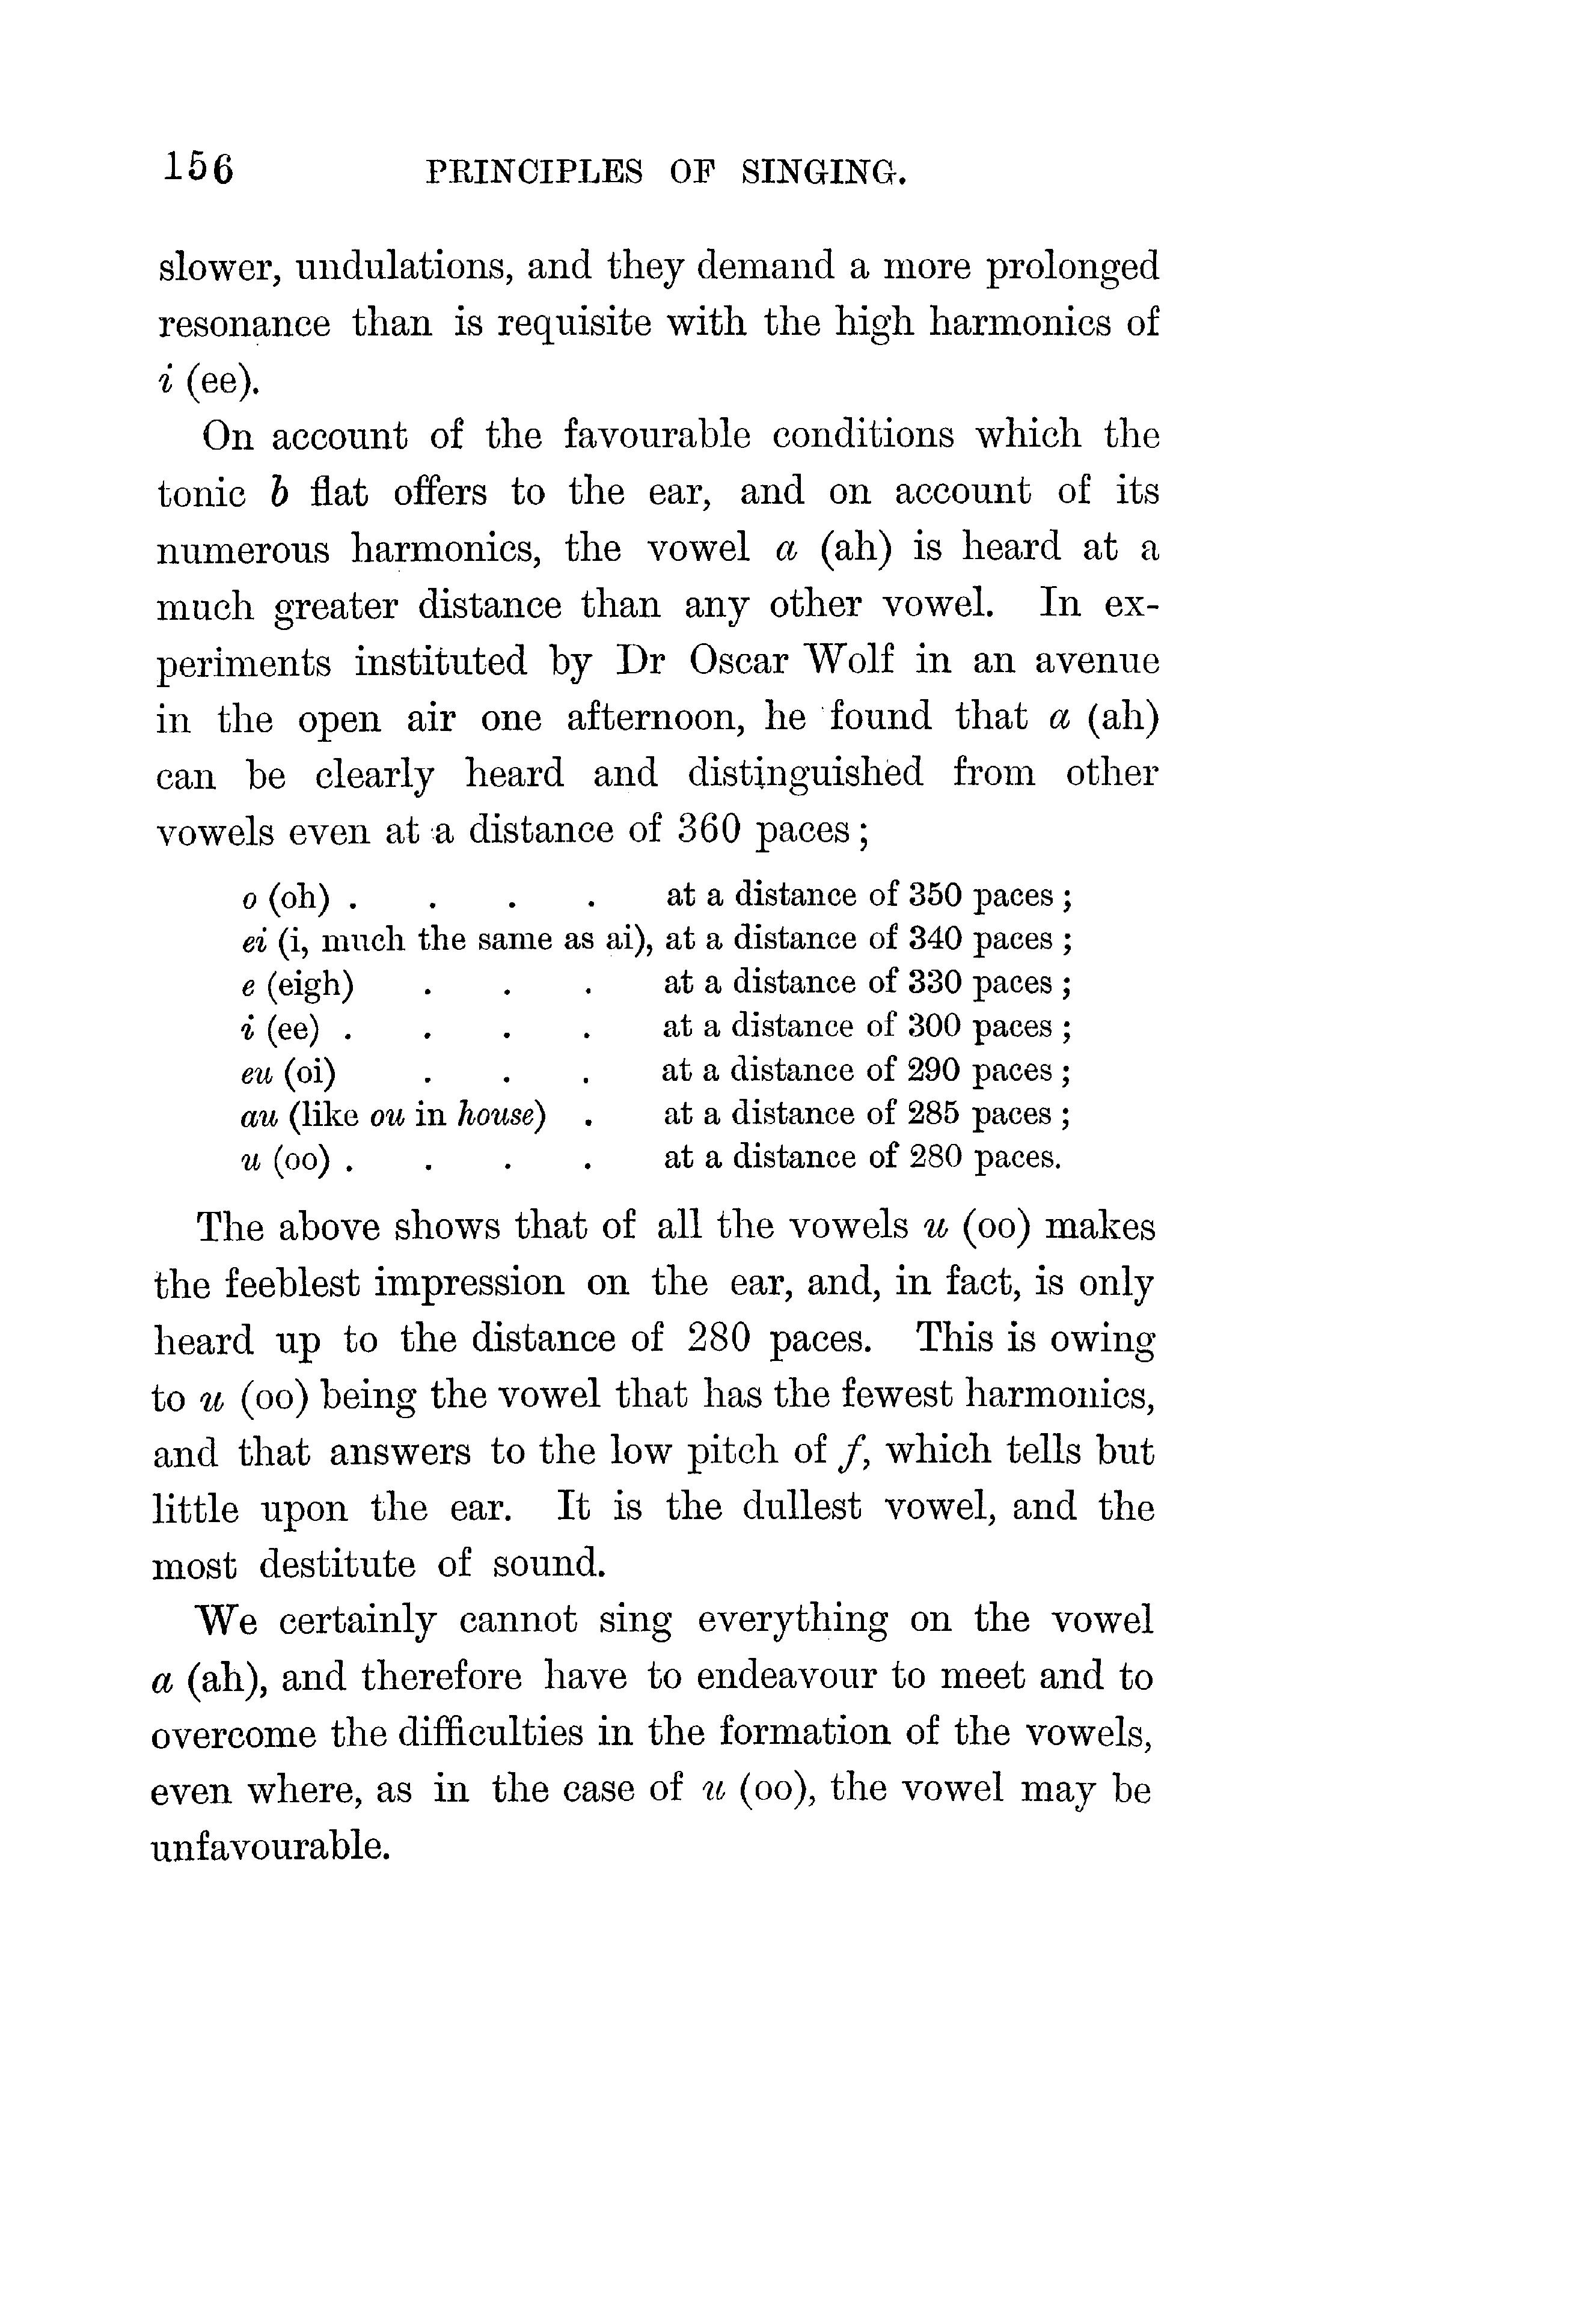 156 PRINCIPLES OF SINGING.
slower, undulations, and they demand a more prolonged
resonance than is requisite with the high harmonics of
i (ee).
On account of the favourable conditions which the
tonic b flat offers to the ear, and on account of its
numerous harmonics, the vowel a (ah) is heard at a
much greater distance than any other vowel. In ex-
periments instituted by Dr Oscar Wolf in an avenue
in the open air one afternoon, he found that a (ah)
can be clearly heard and distinguished from other
vowels even at a distance of 360 paces;
o (oh) . . . . at a distance of 350 paces;
ei (i, much the same as ai), at a distance of 340 paces;
e (eigh) . . . at a distance of 330 paces;
i (ee) . . . . at a distance of 300 paces;
eu (oi) . . . at a distance of 290 paces;
au (like ou in house) . at a distance of 285 paces;
u (oo) . . . . at a distance of 280 paces.
The above shows that of all the vowels u (oo) makes
the feeblest impression on the ear, and, in fact, is only
heard up to the distance of 280 paces. This is owing
to u (oo) being the vowel that has the fewest harmonics,
and that answers to the low pitch of f, which tells but
little upon the ear. It is the dullest vowel, and the
most destitute of sound.
We certainly cannot sing everything on the vowel
a (ah), and therefore have to endeavour to meet and to
overcome the difficulties in the formation of the vowels,
even where, as in the case of u (oo), the vowel may be
unfavourable.